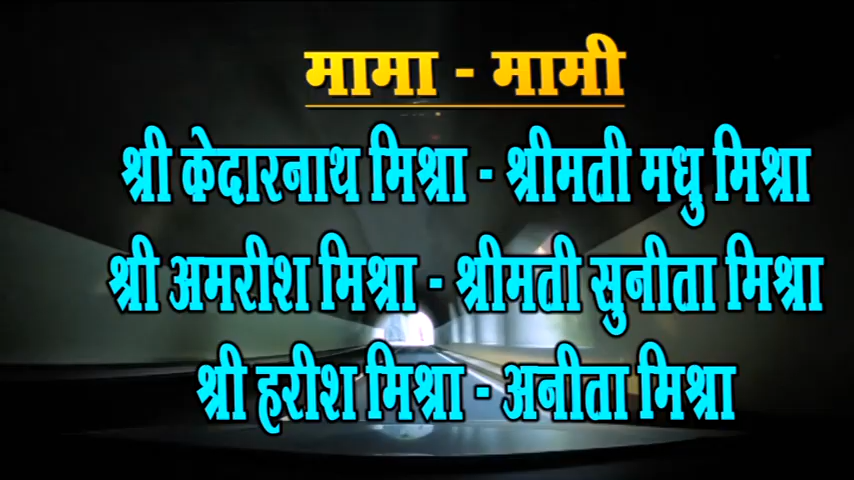 मामा - मामी
श्री केदारनाथ मिश्रा - श्रीमती मधु मिश्रा
श्री अमरीश मिश्रा - श्रीमती सुनीता मिश्रा
श्री हरीश मिश्रा - अनीता मिश्रा